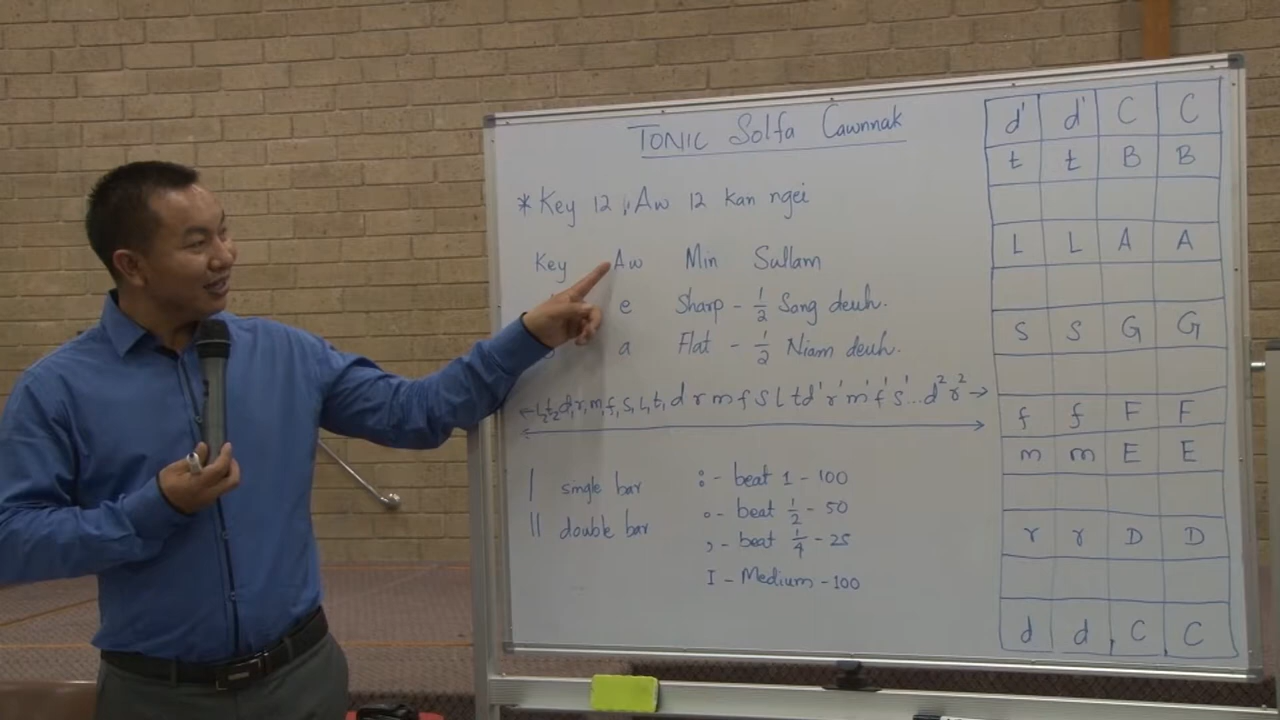 TONIC Solfa Cawnnak
* Key 12, Aw 12 kan ngei
Key Aw Min Sullam
e Sharp - 1/2 Sang deuh.
a Flat - 1/2 Niam deuh.
d r m f s l t d' r' m' f' s' ... d² r²
| single bar
|| double bar
: - beat 1 - 100
. - beat 1/2 - 50
, - beat 1/4 - 25
I - Medium - 100
d' d' C C
t t B B
L L A A
S S G G
f f F F
m m E E
r r D D
d d C C